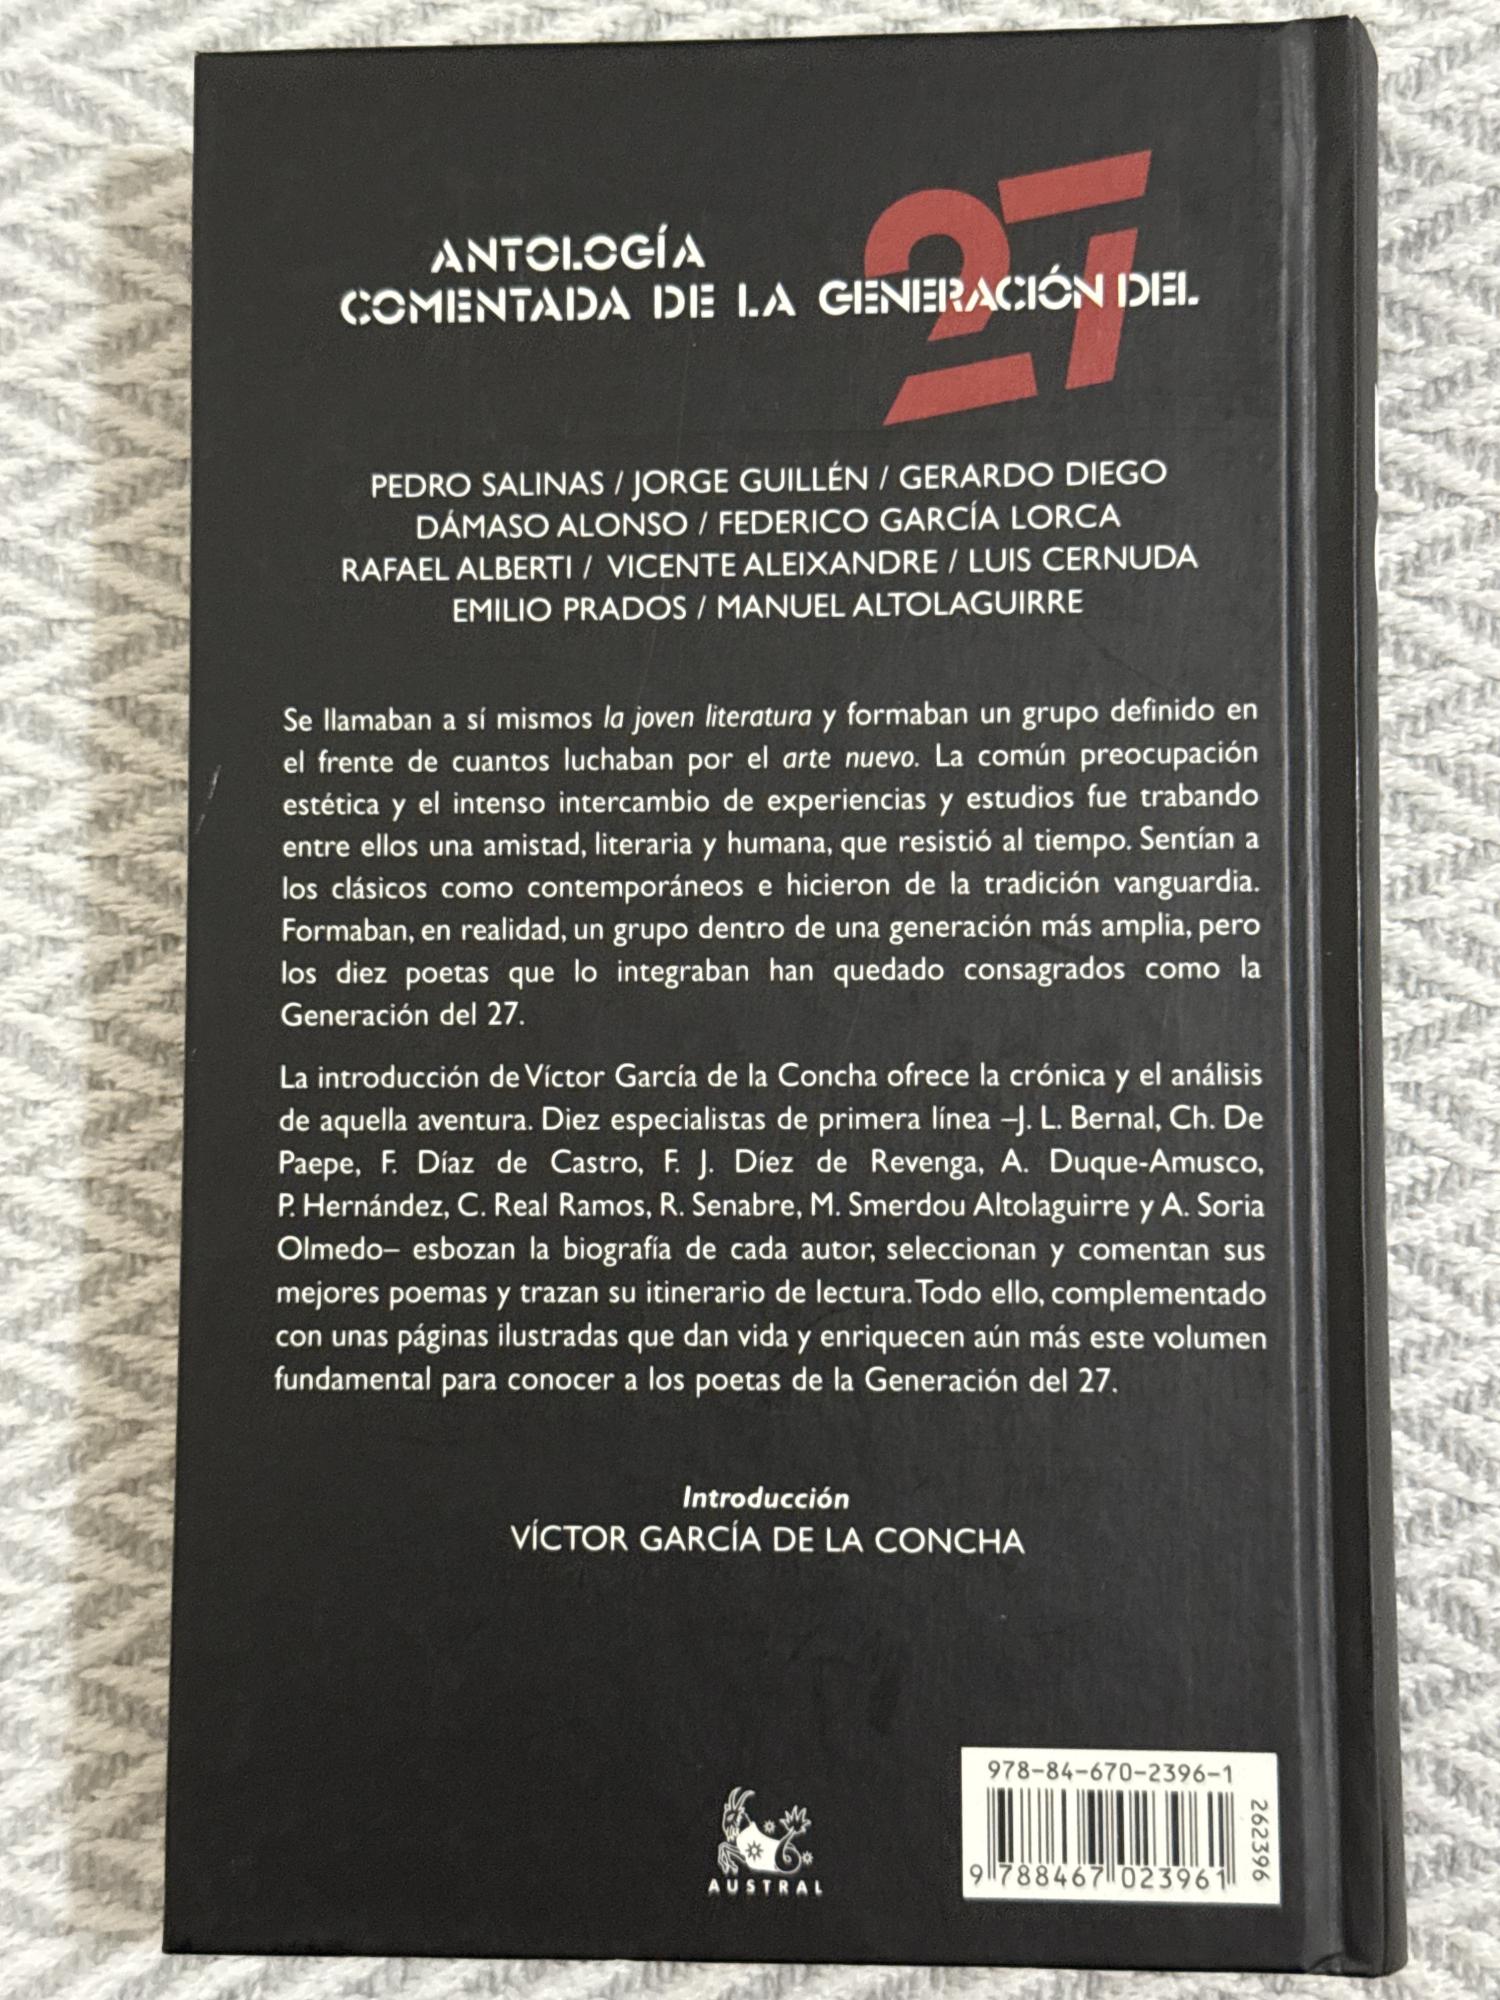 ANTOLOGÍA
COMENTADA DE LA GENERACIÓN DEL
27
PEDRO SALINAS / JORGE GUILLÉN / GERARDO DIEGO
DÁMASO ALONSO / FEDERICO GARCÍA LORCA
RAFAEL ALBERTI / VICENTE ALEIXANDRE / LUIS CERNUDA
EMILIO PRADOS / MANUEL ALTOLAGUIRRE
Se llamaban a sí mismos la joven literatura y formaban un grupo definido en
el frente de cuantos luchaban por el arte nuevo. La común preocupación
estética y el intenso intercambio de experiencias y estudios fue trabando
entre ellos una amistad, literaria y humana, que resistió al tiempo. Sentían a
los clásicos como contemporáneos e hicieron de la tradición vanguardia.
Formaban, en realidad, un grupo dentro de una generación más amplia, pero
los diez poetas que lo integraban han quedado consagrados como la
Generación del 27.
La introducción de Víctor García de la Concha ofrece la crónica y el análisis
de aquella aventura. Diez especialistas de primera línea –J. L. Bernal, Ch. De
Paepe, F. Díaz de Castro, F. J. Díez de Revenga, A. Duque-Amusco,
P. Hernández, C. Real Ramos, R. Senabre, M. Smerdou Altolaguirre y A. Soria
Olmedo– esbozan la biografía de cada autor, seleccionan y comentan sus
mejores poemas y trazan su itinerario de lectura. Todo ello, complementado
con unas páginas ilustradas que dan vida y enriquecen aún más este volumen
fundamental para conocer a los poetas de la Generación del 27.
Introducción
VÍCTOR GARCÍA DE LA CONCHA
AUSTRAL
978-84-670-2396-1
9 788467 023961
262396